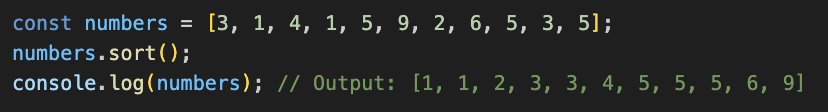 const numbers = [3, 1, 4, 1, 5, 9, 2, 6, 5, 3, 5];
numbers.sort();
console.log(numbers); // Output: [1, 1, 2, 3, 3, 4, 5, 5, 5, 6, 9]